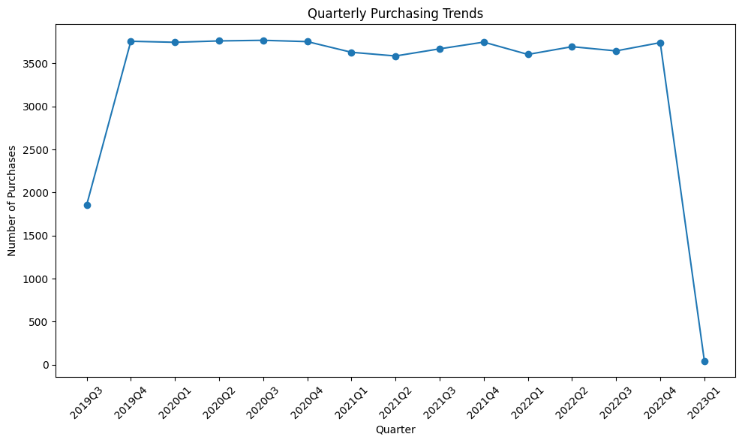 Quarterly Purchasing Trends
Number of Purchases
3500
3000
2500
2000
1500
1000
500
0
2019Q3
2019Q4
2020Q1
2020Q2
2020Q3
2020Q4
2021Q1
2021Q2
2021Q3
2021Q4
2022Q1
2022Q2
2022Q3
2022Q4
2023Q1
Quarter